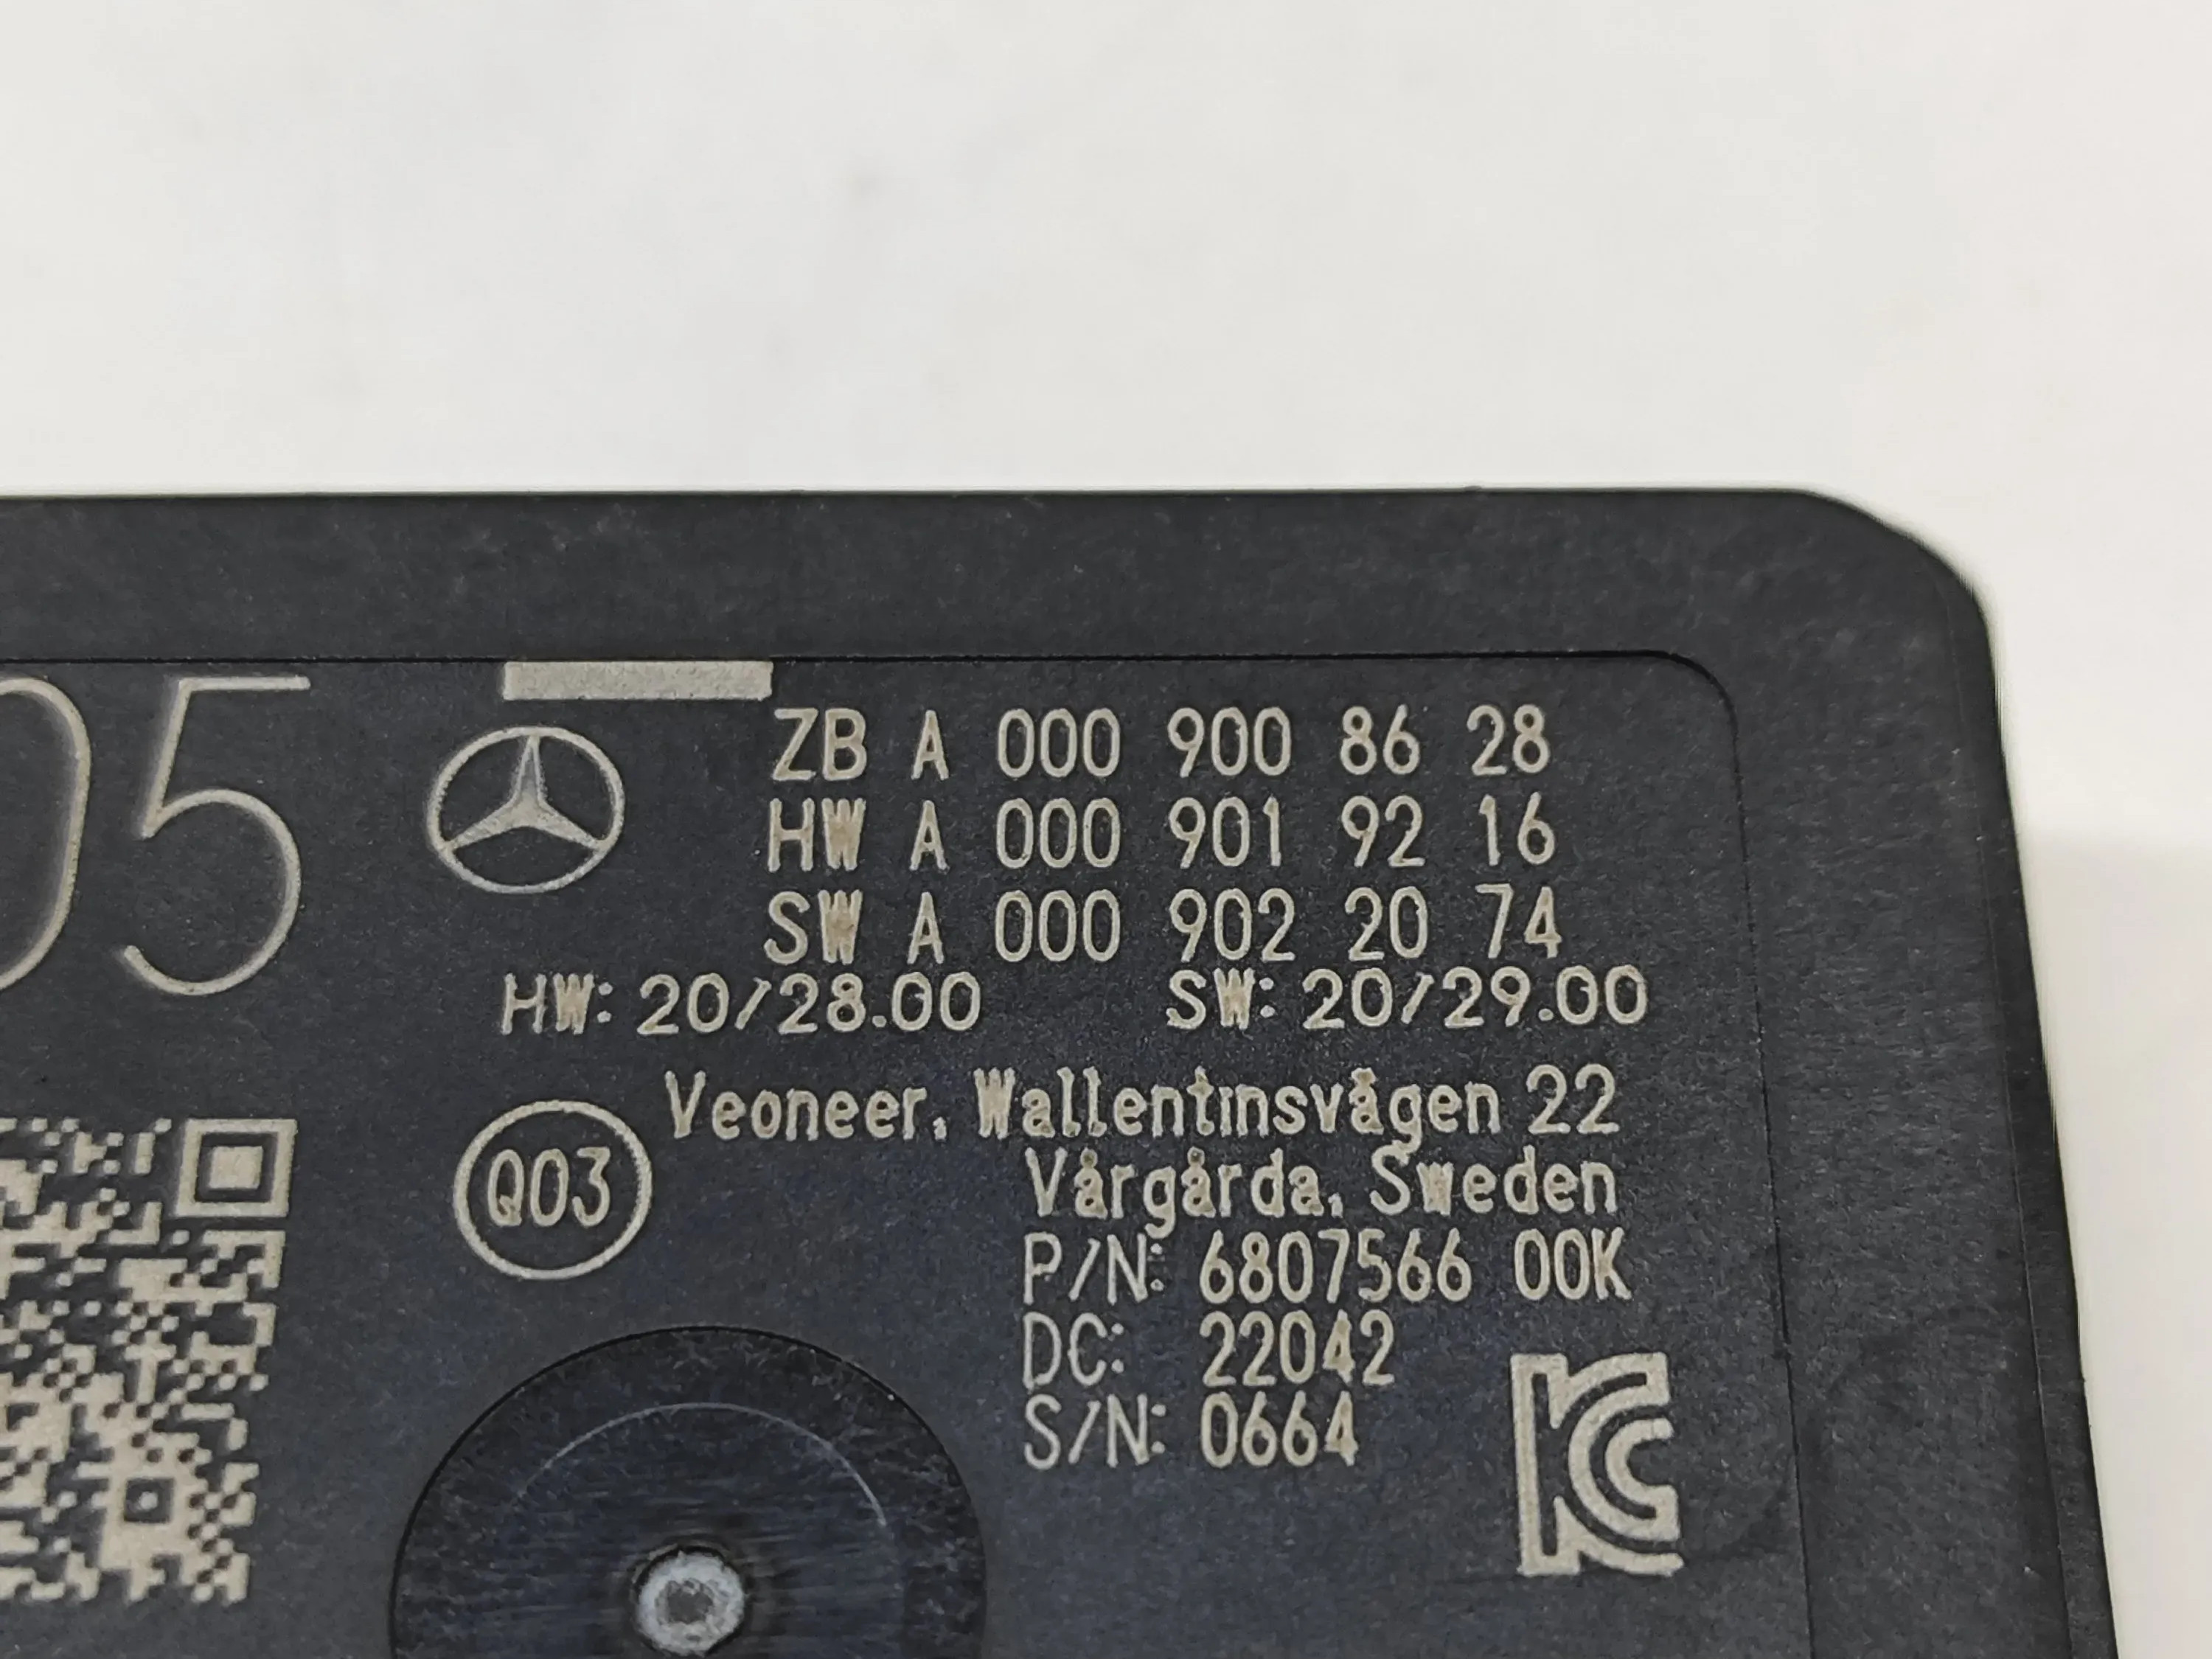 05
ZB A 000 900 86 28
HW A 000 901 92 16
SW A 000 902 20 74
HW: 20/28.00 SW: 20/29.00
Veoneer, Wallentinsvägen 22
Q03
Vårgårda, Sweden
P/N: 6807566 00K
DC: 22042
S/N: 0664
KC